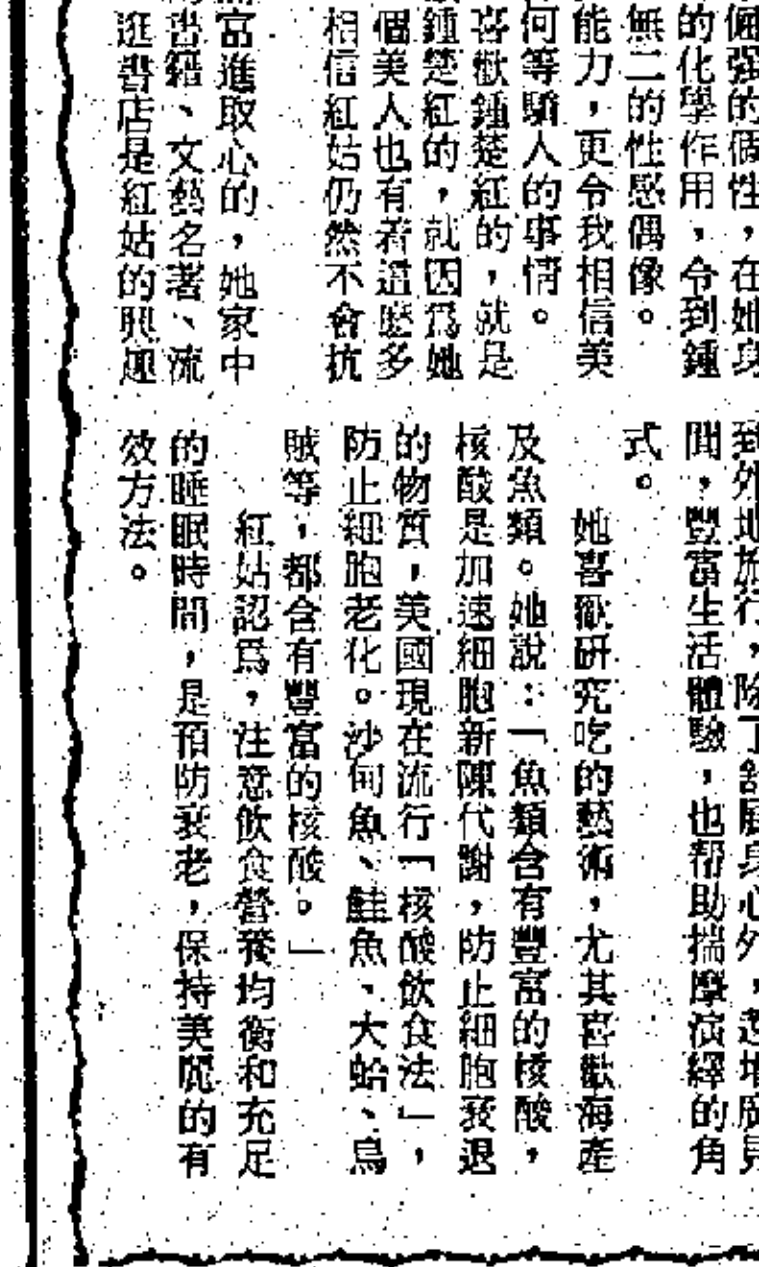 倔强的個性，在她身
的化學作用，令到鍾
無二的性感偶像。
能力，更令我相信美
何等驕人的事情。
喜歡鍾楚紅的，就是
鍾楚紅的，就因爲她
個美人也有着這麽多
相信紅姑仍然不會抗
富進取心的，她家中
書籍、文藝名著、流
逛書店是紅姑的興趣
到外地旅行，除了舒展身心外，還增廣見
聞，豐富生活體驗，也帮助揣摩演繹的角
式。
她喜歡研究吃的藝術，尤其喜歡海產
及魚類。她說：「魚類含有豐富的核酸，
核酸是加速細胞新陳代謝，防止細胞衰退
的物質，美國現在流行「核酸飲食法」，
防止細胞老化。沙甸魚、鮭魚、大蛤、烏
賊等，都含有豐富的核酸。」
紅姑認爲，注意飲食營養均衡和充足
的睡眠時間，是預防衰老，保持美麗的有
效方法。